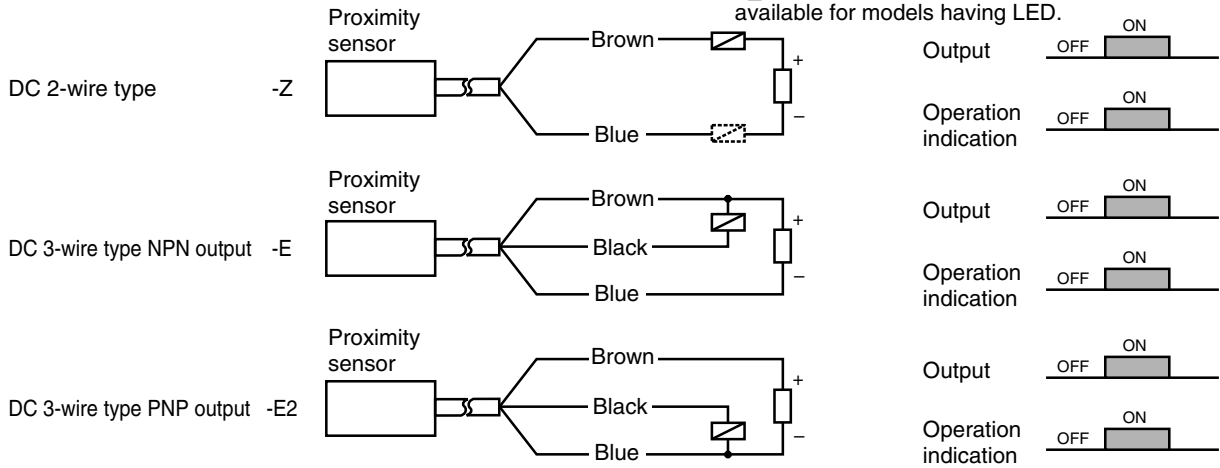 available for models having LED.
Proximity
sensor
DC 2-wire type -Z
Brown
+
−
Blue
Output
OFF ON
Operation
indication
OFF ON
Proximity
sensor
DC 3-wire type NPN output -E
Brown
Black
Blue
+
−
Output
OFF ON
Operation
indication
OFF ON
Proximity
sensor
DC 3-wire type PNP output -E2
Brown
Black
Blue
+
−
Output
OFF ON
Operation
indication
OFF ON